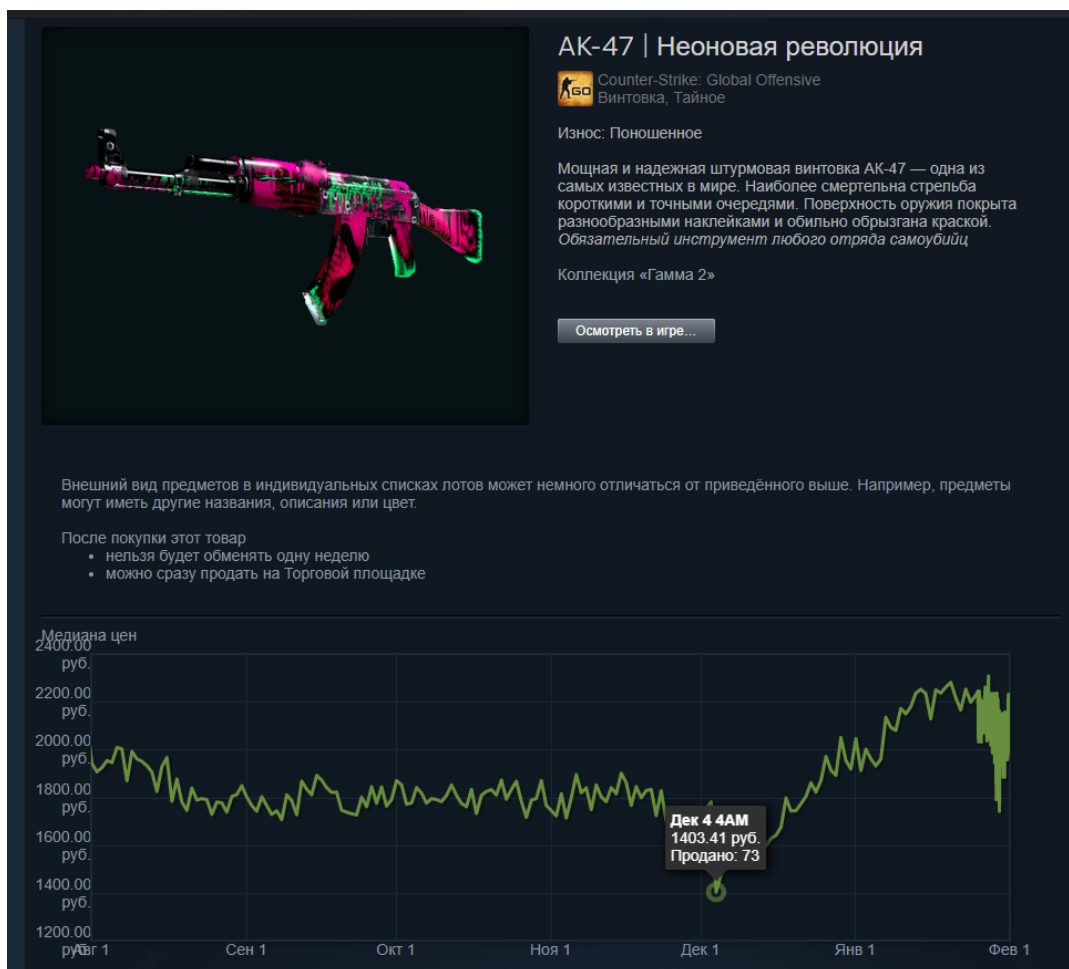 АК-47 | Неоновая революция
GO
Counter-Strike: Global Offensive
Винтовка, Тайное
Износ: Поношенное
Мощная и надежная штурмовая винтовка АК-47 — одна из
самых известных в мире. Наиболее смертельна стрельба
короткими и точными очередями. Поверхность оружия покрыта
разнообразными наклейками и обильно обрызгана краской.
Обязательный инструмент любого отряда самоубийц
Коллекция «Гамма 2»
Осмотреть в игре...
Внешний вид предметов в индивидуальных списках лотов может немного отличаться от приведённого выше. Например, предметы
могут иметь другие названия, описания или цвет.
После покупки этот товар
• нельзя будет обменять одну неделю
• можно сразу продать на Торговой площадке
Медиана цен
2400.00
руб.
2200.00
руб.
2000.00
руб.
1800.00
руб.
1600.00
руб.
1400.00
руб.
1200.00
руб.
Дек 4 4AM
1403.41 руб.
Продано: 73
Авг 1 Сен 1 Окт 1 Ноя 1 Дек 1 Янв 1 Фев 1